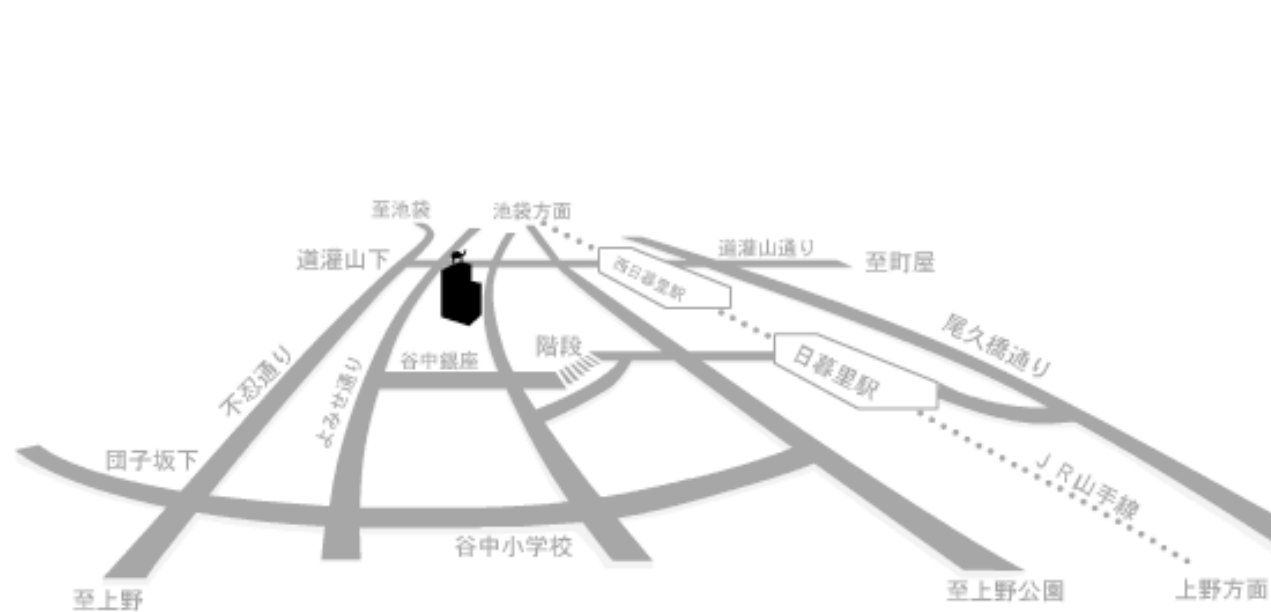 至池袋
池袋方面
道灌山下
道灌山通り
至町屋
西日暮里駅
階段
谷中銀座
日暮里駅
尾久橋通り
不忍通り
よみせ通り
団子坂下
JR山手線
谷中小学校
至上野
至上野公園
上野方面